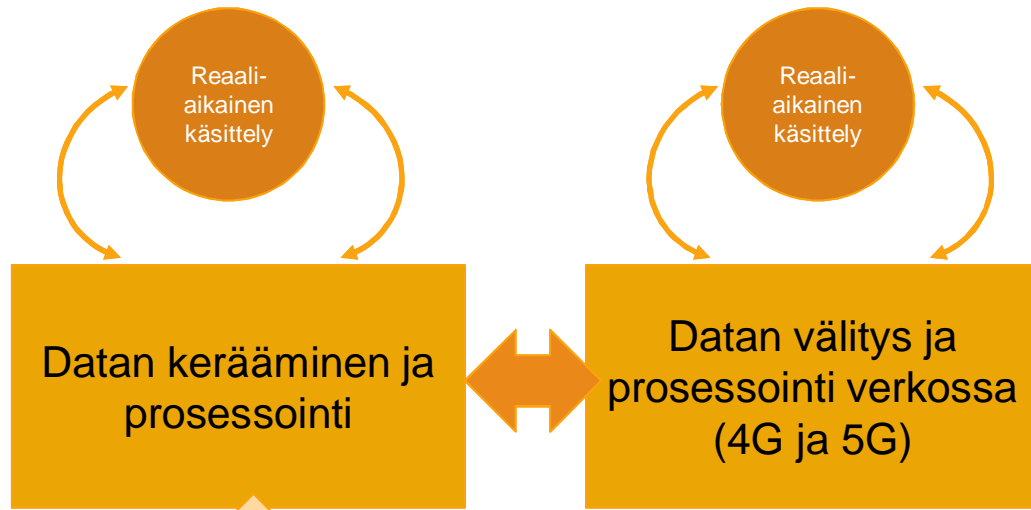 Reaali-
aikainen
käsittely
Reaali-
aikainen
käsittely
Datan kerääminen ja
prosessointi
Datan välitys ja
prosessointi verkossa
(4G ja 5G)